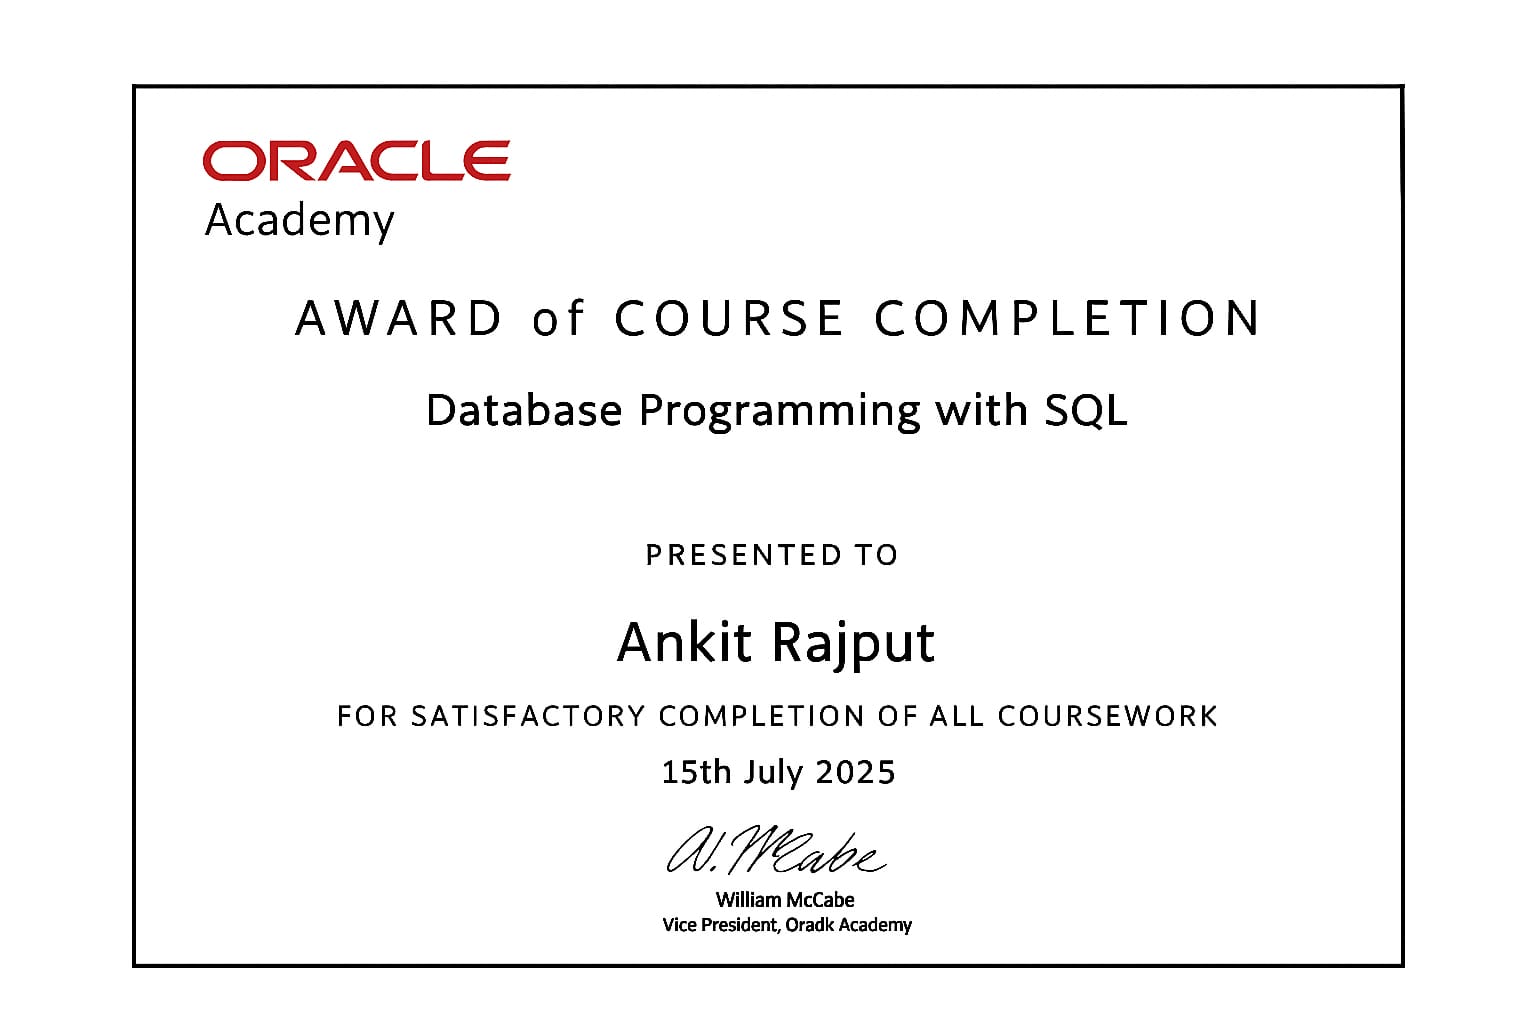 ORACLE
Academy
AWARD of COURSE COMPLETION
Database Programming with SQL
PRESENTED TO
Ankit Rajput
FOR SATISFACTORY COMPLETION OF ALL COURSEWORK
15th July 2025
W. McCabe
William McCabe
Vice President, Oradk Academy